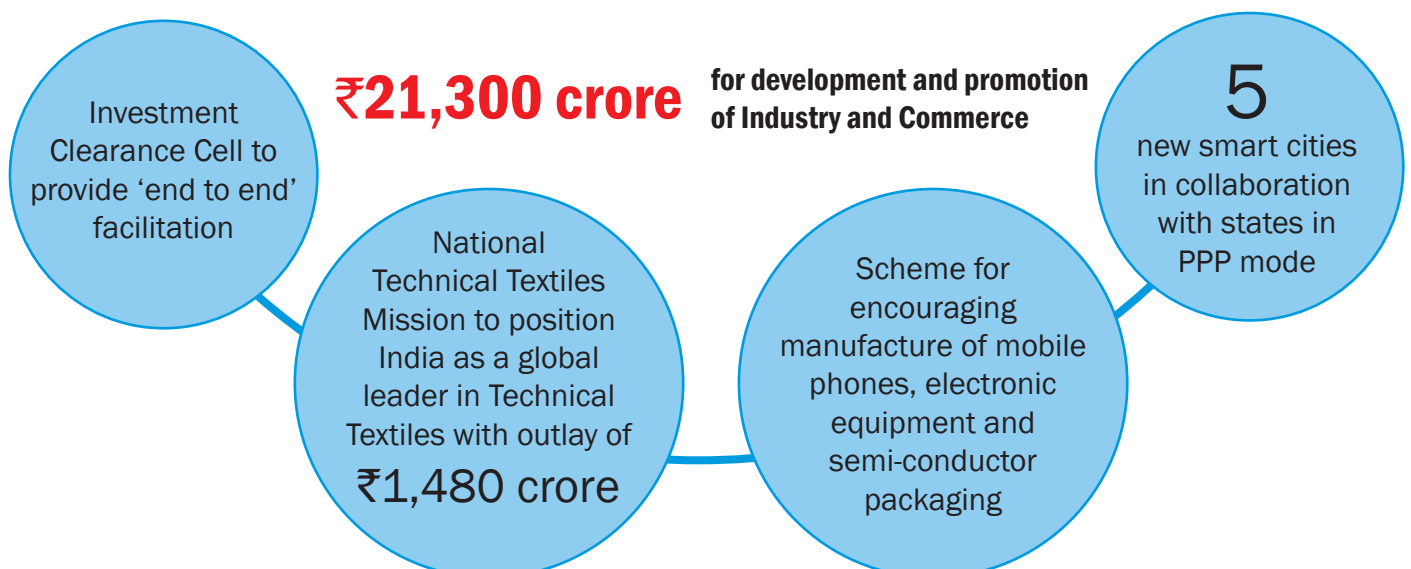 Investment
Clearance Cell to
provide ‘end to end’
facilitation
₹21,300 crore
for development and promotion
of Industry and Commerce
National
Technical Textiles
Mission to position
India as a global
leader in Technical
Textiles with outlay of
₹1,480 crore
Scheme for
encouraging
manufacture of mobile
phones, electronic
equipment and
semi-conductor
packaging
5
new smart cities
in collaboration
with states in
PPP mode